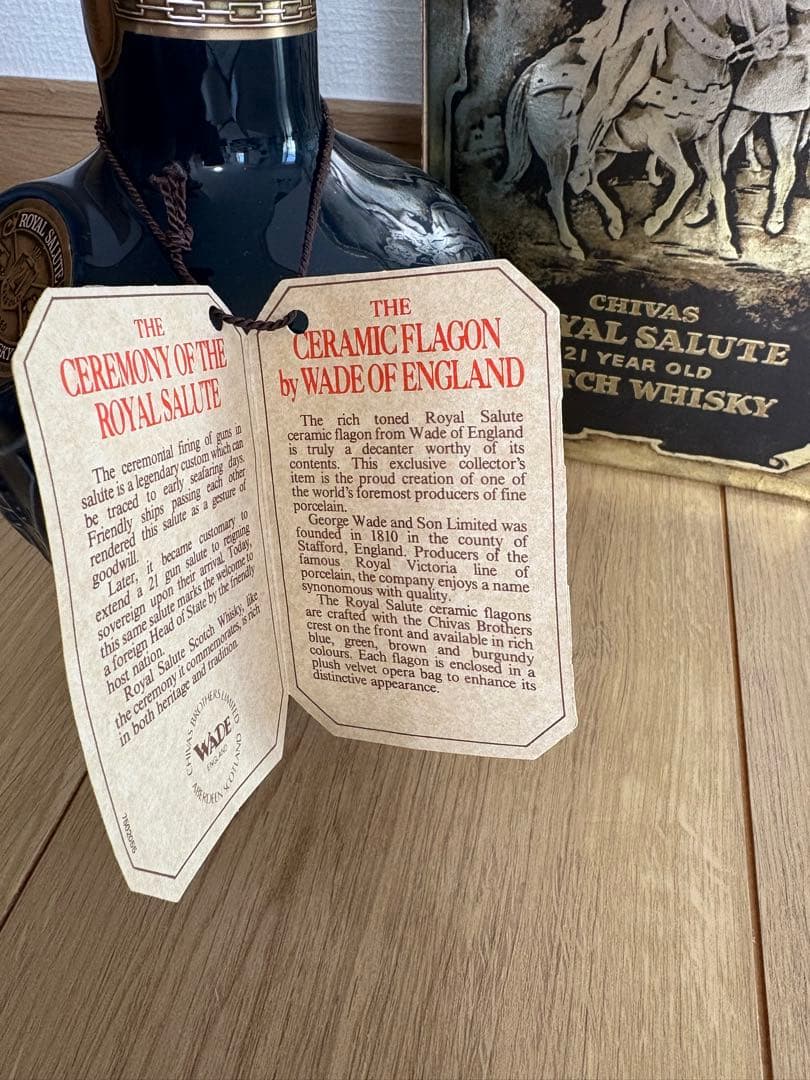 ROYAL SALUTE
THE
CEREMONY OF THE
ROYAL SALUTE
The ceremonial firing of guns in
salute is a legendary custom which can
be traced to early seafaring days.
Friendly ships passing each other
rendered this salute as a gesture of
goodwill.
Later, it became customary to
extend a 21 gun salute to reigning
sovereign upon their arrival. Today,
this same salute marks the welcome to
a foreign Head of State by the friendly
host nation.
Royal Salute Scotch Whisky, like
the ceremony it commemorates, is rich
in both heritage and tradition.
CHIVAS BROTHERS LIMITED
WADE
ENGLAND
ABERDEEN SCOTLAND
7502055
THE
CERAMIC FLAGON
by WADE OF ENGLAND
The rich toned Royal Salute
ceramic flagon from Wade of England
is truly a decanter worthy of its
contents. This exclusive collector's
item is the proud creation of one of
the world's foremost producers of fine
porcelain.
George Wade and Son Limited was
founded in 1810 in the county of
Stafford, England. Producers of the
famous Royal Victoria line of
porcelain, the company enjoys a name
synonomous with quality.
The Royal Salute ceramic flagons
are crafted with the Chivas Brothers
crest on the front and available in rich
blue, green, brown and burgundy
colours. Each flagon is enclosed in a
plush velvet opera bag to enhance its
distinctive appearance.
CHIVAS
YAL SALUTE
21 YEAR OLD
TCH WHISKY